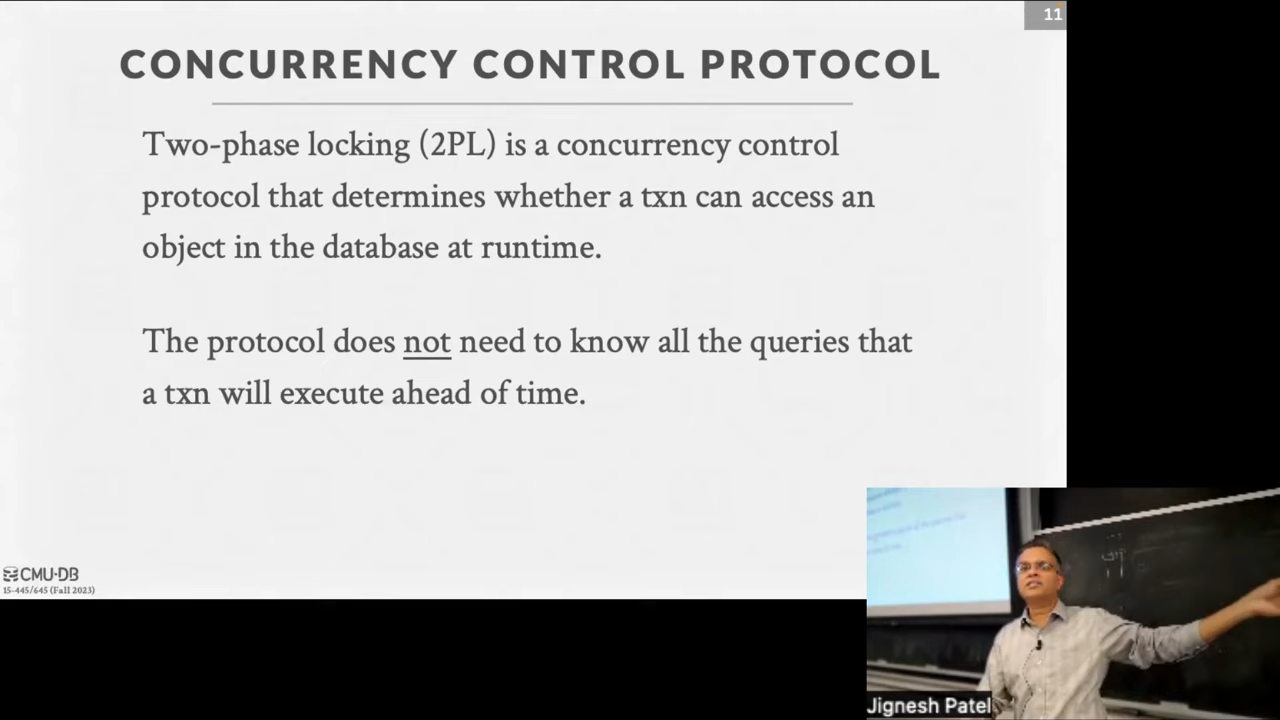 11
CONCURRENCY CONTROL PROTOCOL
Two-phase locking (2PL) is a concurrency control
protocol that determines whether a txn can access an
object in the database at runtime.
The protocol does not need to know all the queries that
a txn will execute ahead of time.
CMU·DB
15-445/645 (Fall 2023)
Jignesh Patel